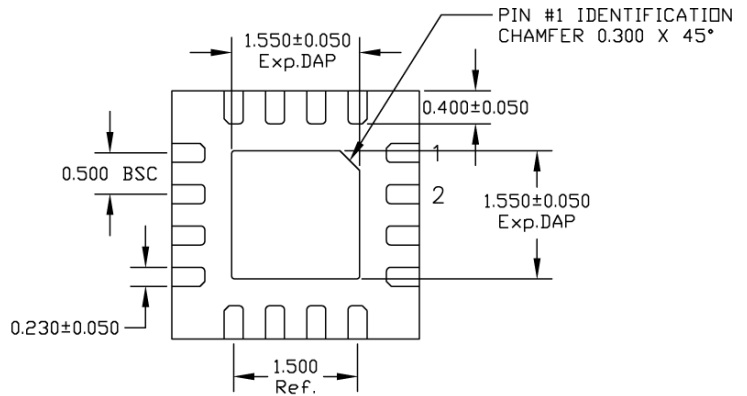 PIN #1 IDENTIFICATION
CHAMFER 0.300 X 45°
1.550±0.050
Exp.DAP
0.400±0.050
1
0.500 BSC
2
1.550±0.050
Exp.DAP
0.230±0.050
1.500
Ref.